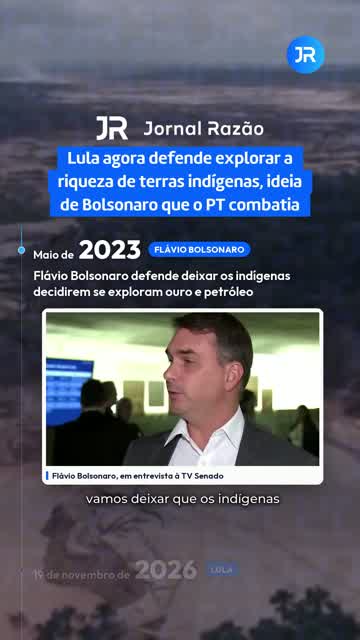 JR
JR Jornal Razão
Lula agora defende explorar a
riqueza de terras indígenas, ideia
de Bolsonaro que o PT combatia
Maio de 2023 FLÁVIO BOLSONARO
Flávio Bolsonaro defende deixar os indígenas
decidirem se exploram ouro e petróleo
Flávio Bolsonaro, em entrevista à TV Senado
vamos deixar que os indígenas
19 de novembro de 2026 LULA